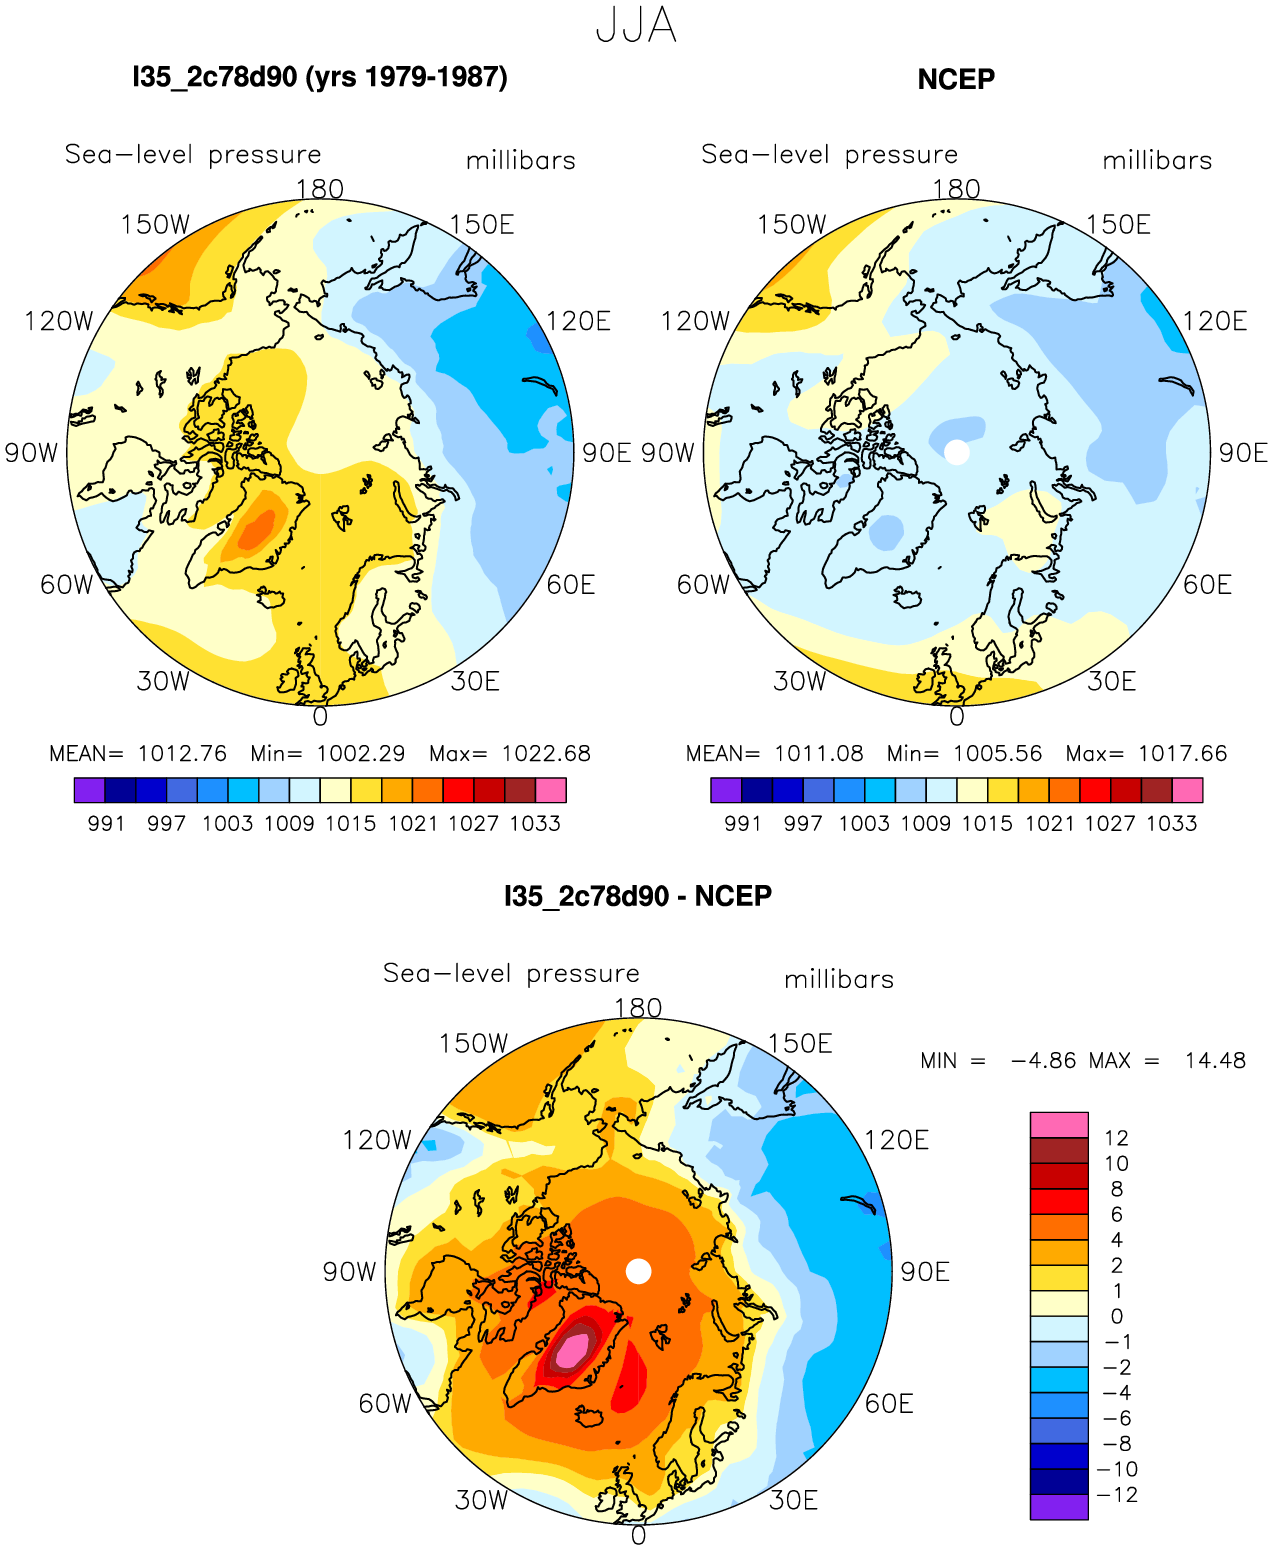 JJA
I35_2c78d90 (yrs 1979-1987)
NCEP
Sea-level pressure millibars
Sea-level pressure millibars
180
150W 150E
120W 120E
90W 90E
60W 60E
30W 30E
0
180
150W 150E
120W 120E
90W 90E
60W 60E
30W 30E
0
MEAN= 1012.76 Min= 1002.29 Max= 1022.68
991 997 1003 1009 1015 1021 1027 1033
MEAN= 1011.08 Min= 1005.56 Max= 1017.66
991 997 1003 1009 1015 1021 1027 1033
I35_2c78d90 - NCEP
Sea-level pressure millibars
180
150W 150E
120W 120E
90W 90E
60W 60E
30W 30E
0
MIN = -4.86 MAX = 14.48
12
10
8
6
4
2
1
0
-1
-2
-4
-6
-8
-10
-12